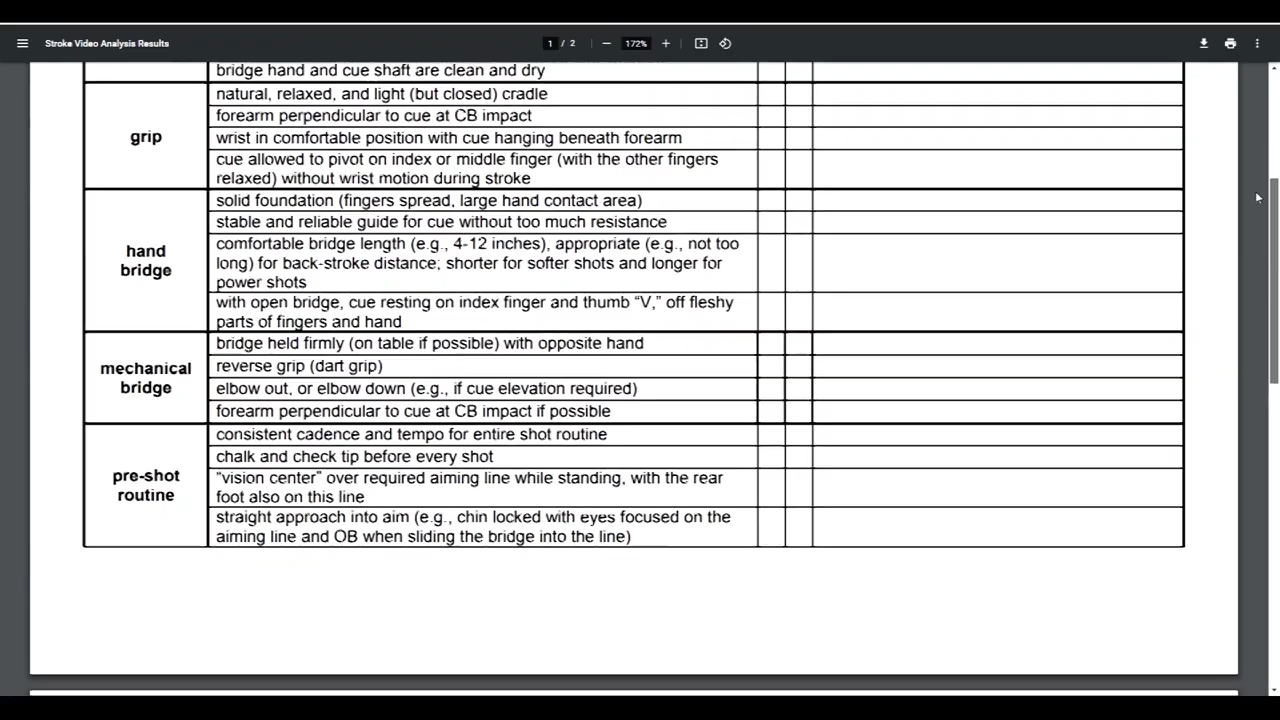 Stroke Video Analysis Results
1 / 2
172%
bridge hand and cue shaft are clean and dry
grip
natural, relaxed, and light (but closed) cradle
forearm perpendicular to cue at CB impact
wrist in comfortable position with cue hanging beneath forearm
cue allowed to pivot on index or middle finger (with the other fingers
relaxed) without wrist motion during stroke
hand
bridge
solid foundation (fingers spread, large hand contact area)
stable and reliable guide for cue without too much resistance
comfortable bridge length (e.g., 4-12 inches), appropriate (e.g., not too
long) for back-stroke distance; shorter for softer shots and longer for
power shots
with open bridge, cue resting on index finger and thumb “V,” off fleshy
parts of fingers and hand
mechanical
bridge
bridge held firmly (on table if possible) with opposite hand
reverse grip (dart grip)
elbow out, or elbow down (e.g., if cue elevation required)
forearm perpendicular to cue at CB impact if possible
pre-shot
routine
consistent cadence and tempo for entire shot routine
chalk and check tip before every shot
“vision center” over required aiming line while standing, with the rear
foot also on this line
straight approach into aim (e.g., chin locked with eyes focused on the
aiming line and OB when sliding the bridge into the line)